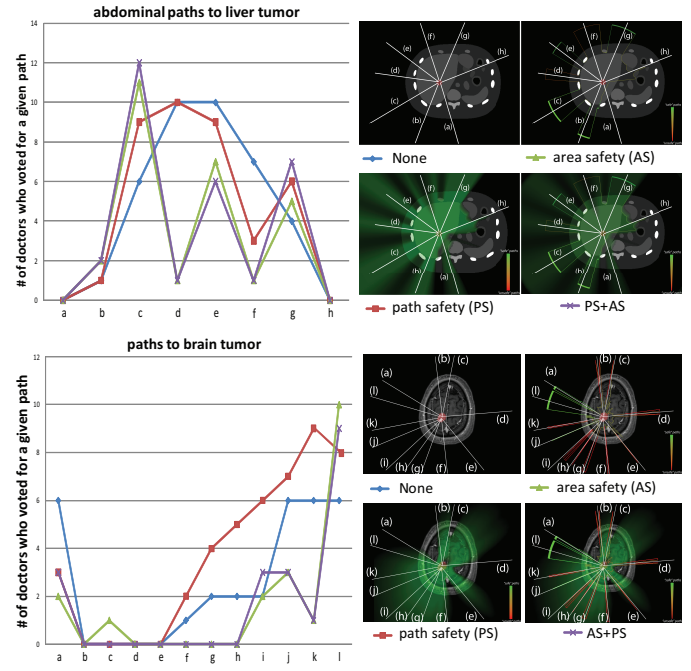 abdominal paths to liver tumor
# of doctors who voted for a given path
14
12
10
8
6
4
2
0
a b c d e f g h
(f) (g)
(e) (h)
(d)
(c)
(b)
(a)
(f) (g)
(e) (h)
(d)
(c)
(b)
(a)
None
area safety (AS)
(f) (g)
(e) (h)
(d)
(c)
(b)
(a)
(f) (g)
(e) (h)
(d)
(c)
(b)
(a)
path safety (PS)
PS+AS
paths to brain tumor
# of doctors who voted for a given path
12
10
8
6
4
2
0
a b c d e f g h i j k l
(b) (c)
(a)
(l)
(d)
(k)
(j)
(i) (h) (g) (f) (e)
(b) (c)
(a)
(l)
(d)
(k)
(j)
(i) (h) (g) (f) (e)
None
area safety (AS)
(b) (c)
(a)
(l)
(d)
(k)
(j)
(i) (h) (g) (f) (e)
(b) (c)
(a)
(l)
(d)
(k)
(j)
(i) (h) (g) (f) (e)
path safety (PS)
AS+PS